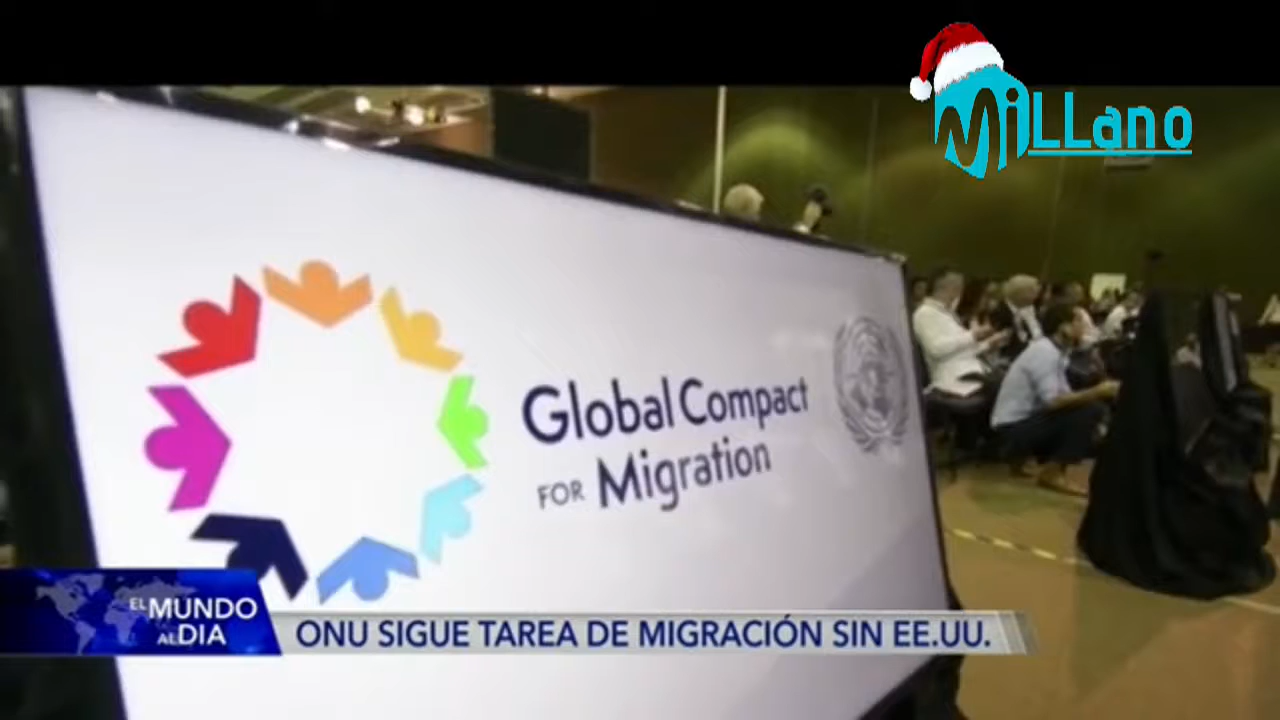 MiLLano
Global Compact
FOR Migration
EL MUNDO
AL DIA
ONU SIGUE TAREA DE MIGRACIÓN SIN EE.UU.